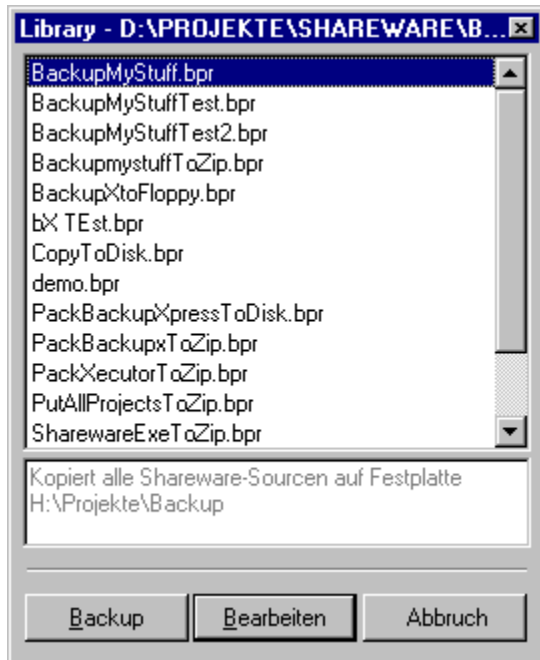 Library - D:\PROJEKTE\SHAREWARE\B...
BackupMyStuff.bpr
BackupMyStuffTest.bpr
BackupMyStuffTest2.bpr
BackupmystuffToZip.bpr
BackupXtoFloppy.bpr
bX TEst.bpr
CopyToDisk.bpr
demo.bpr
PackBackupXpressToDisk.bpr
PackBackupxToZip.bpr
PackXecutorToZip.bpr
PutAllProjectsToZip.bpr
SharewareExeToZip.bpr
Kopiert alle Shareware-Sourcen auf Festplatte
H:\Projekte\Backup
Backup Bearbeiten Abbruch